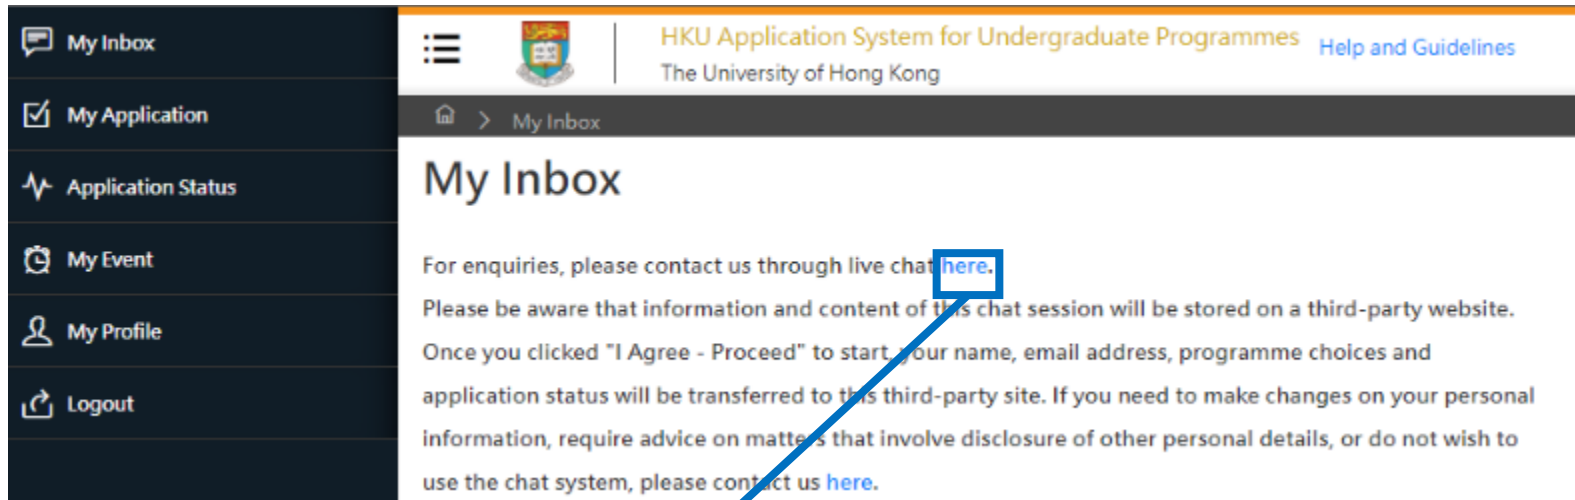 My Inbox
My Application
Application Status
My Event
My Profile
Logout
HKU Application System for Undergraduate Programmes
The University of Hong Kong
Help and Guidelines
My Inbox
My Inbox
For enquiries, please contact us through live chat here.
Please be aware that information and content of this chat session will be stored on a third-party website.
Once you clicked "I Agree - Proceed" to start, your name, email address, programme choices and
application status will be transferred to this third-party site. If you need to make changes on your personal
information, require advice on matters that involve disclosure of other personal details, or do not wish to
use the chat system, please contact us here.